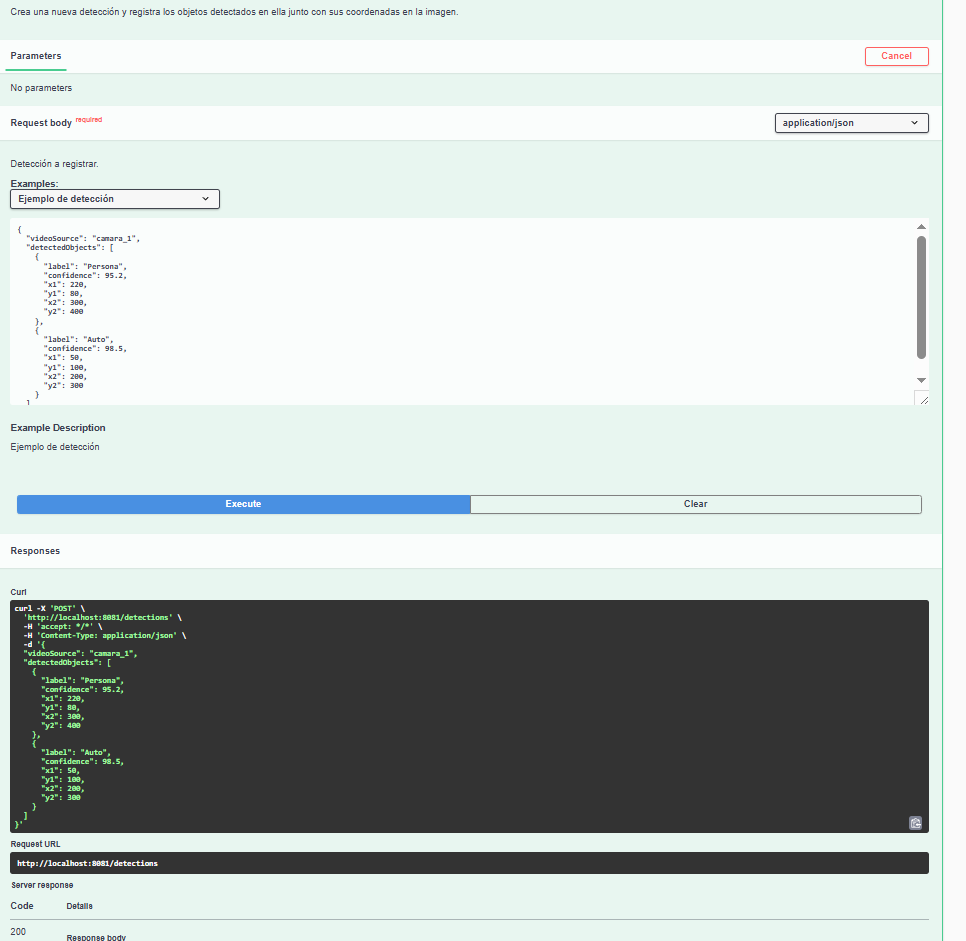 Crea una nueva detección y registra los objetos detectados en ella junto con sus coordenadas en la imagen.
Parameters
Cancel
No parameters
Request body required
application/json
Detección a registrar.
Examples:
Ejemplo de detección
{
  "videoSource": "camara_1",
  "detectedObjects": [
    {
      "label": "Persona",
      "confidence": 95.2,
      "x1": 220,
      "y1": 80,
      "x2": 300,
      "y2": 400
    },
    {
      "label": "Auto",
      "confidence": 98.5,
      "x1": 50,
      "y1": 100,
      "x2": 200,
      "y2": 300
    }
  ]
Example Description
Ejemplo de detección
Execute
Clear
Responses
Curl
curl -X 'POST' \
  'http://localhost:8081/detections' \
  -H 'accept: */*' \
  -H 'Content-Type: application/json' \
  -d '{
  "videoSource": "camara_1",
  "detectedObjects": [
    {
      "label": "Persona",
      "confidence": 95.2,
      "x1": 220,
      "y1": 80,
      "x2": 300,
      "y2": 400
    },
    {
      "label": "Auto",
      "confidence": 98.5,
      "x1": 50,
      "y1": 100,
      "x2": 200,
      "y2": 300
    }
  ]
}'
Request URL
http://localhost:8081/detections
Server response
Code
Details
200
Response body